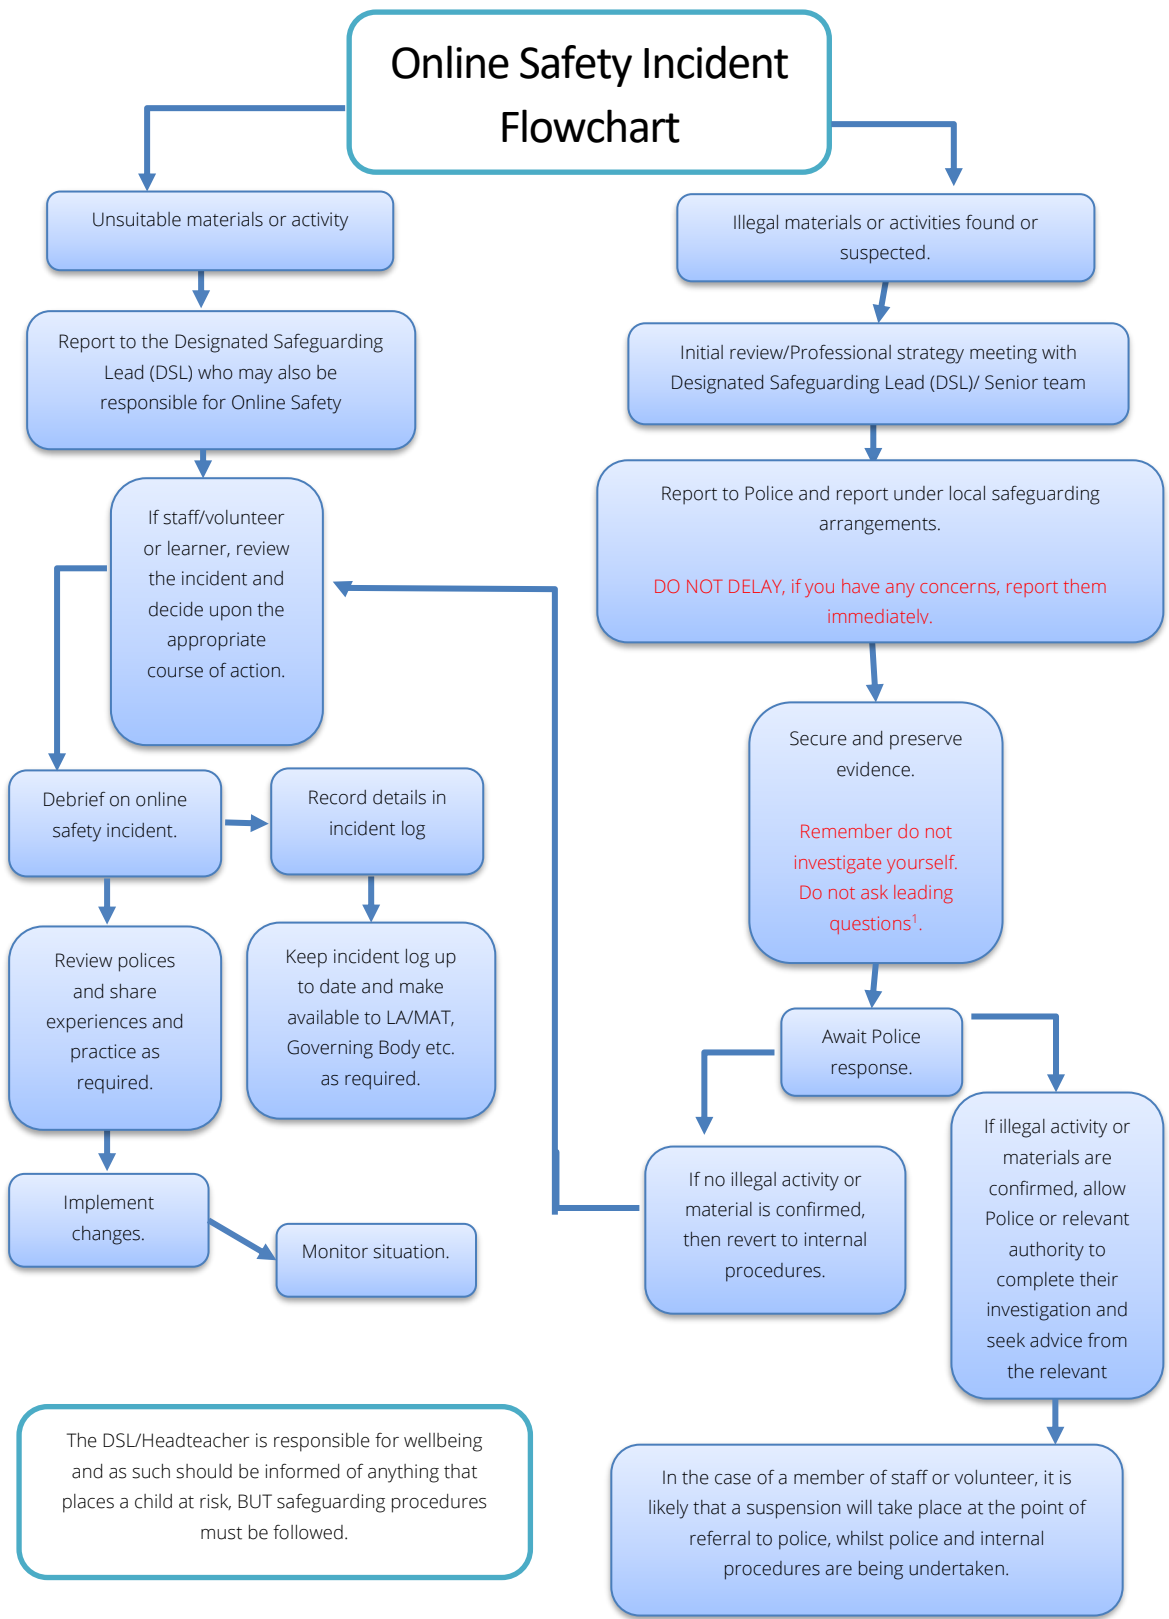 Online Safety Incident
Flowchart
Unsuitable materials or activity
Report to the Designated Safeguarding
Lead (DSL) who may also be
responsible for Online Safety
If staff/volunteer
or learner, review
the incident and
decide upon the
appropriate
course of action.
Debrief on online
safety incident.
Record details in
incident log
Review polices
and share
experiences and
practice as
required.
Keep incident log up
to date and make
available to LA/MAT,
Governing Body etc.
as required.
Implement
changes.
Monitor situation.
Illegal materials or activities found or
suspected.
Initial review/Professional strategy meeting with
Designated Safeguarding Lead (DSL)/ Senior team
Report to Police and report under local safeguarding
arrangements.
DO NOT DELAY, if you have any concerns, report them
immediately.
Secure and preserve
evidence.
Remember do not
investigate yourself.
Do not ask leading
questions¹.
Await Police
response.
If no illegal activity or
material is confirmed,
then revert to internal
procedures.
If illegal activity or
materials are
confirmed, allow
Police or relevant
authority to
complete their
investigation and
seek advice from
the relevant
In the case of a member of staff or volunteer, it is
likely that a suspension will take place at the point of
referral to police, whilst police and internal
procedures are being undertaken.
The DSL/Headteacher is responsible for wellbeing
and as such should be informed of anything that
places a child at risk, BUT safeguarding procedures
must be followed.